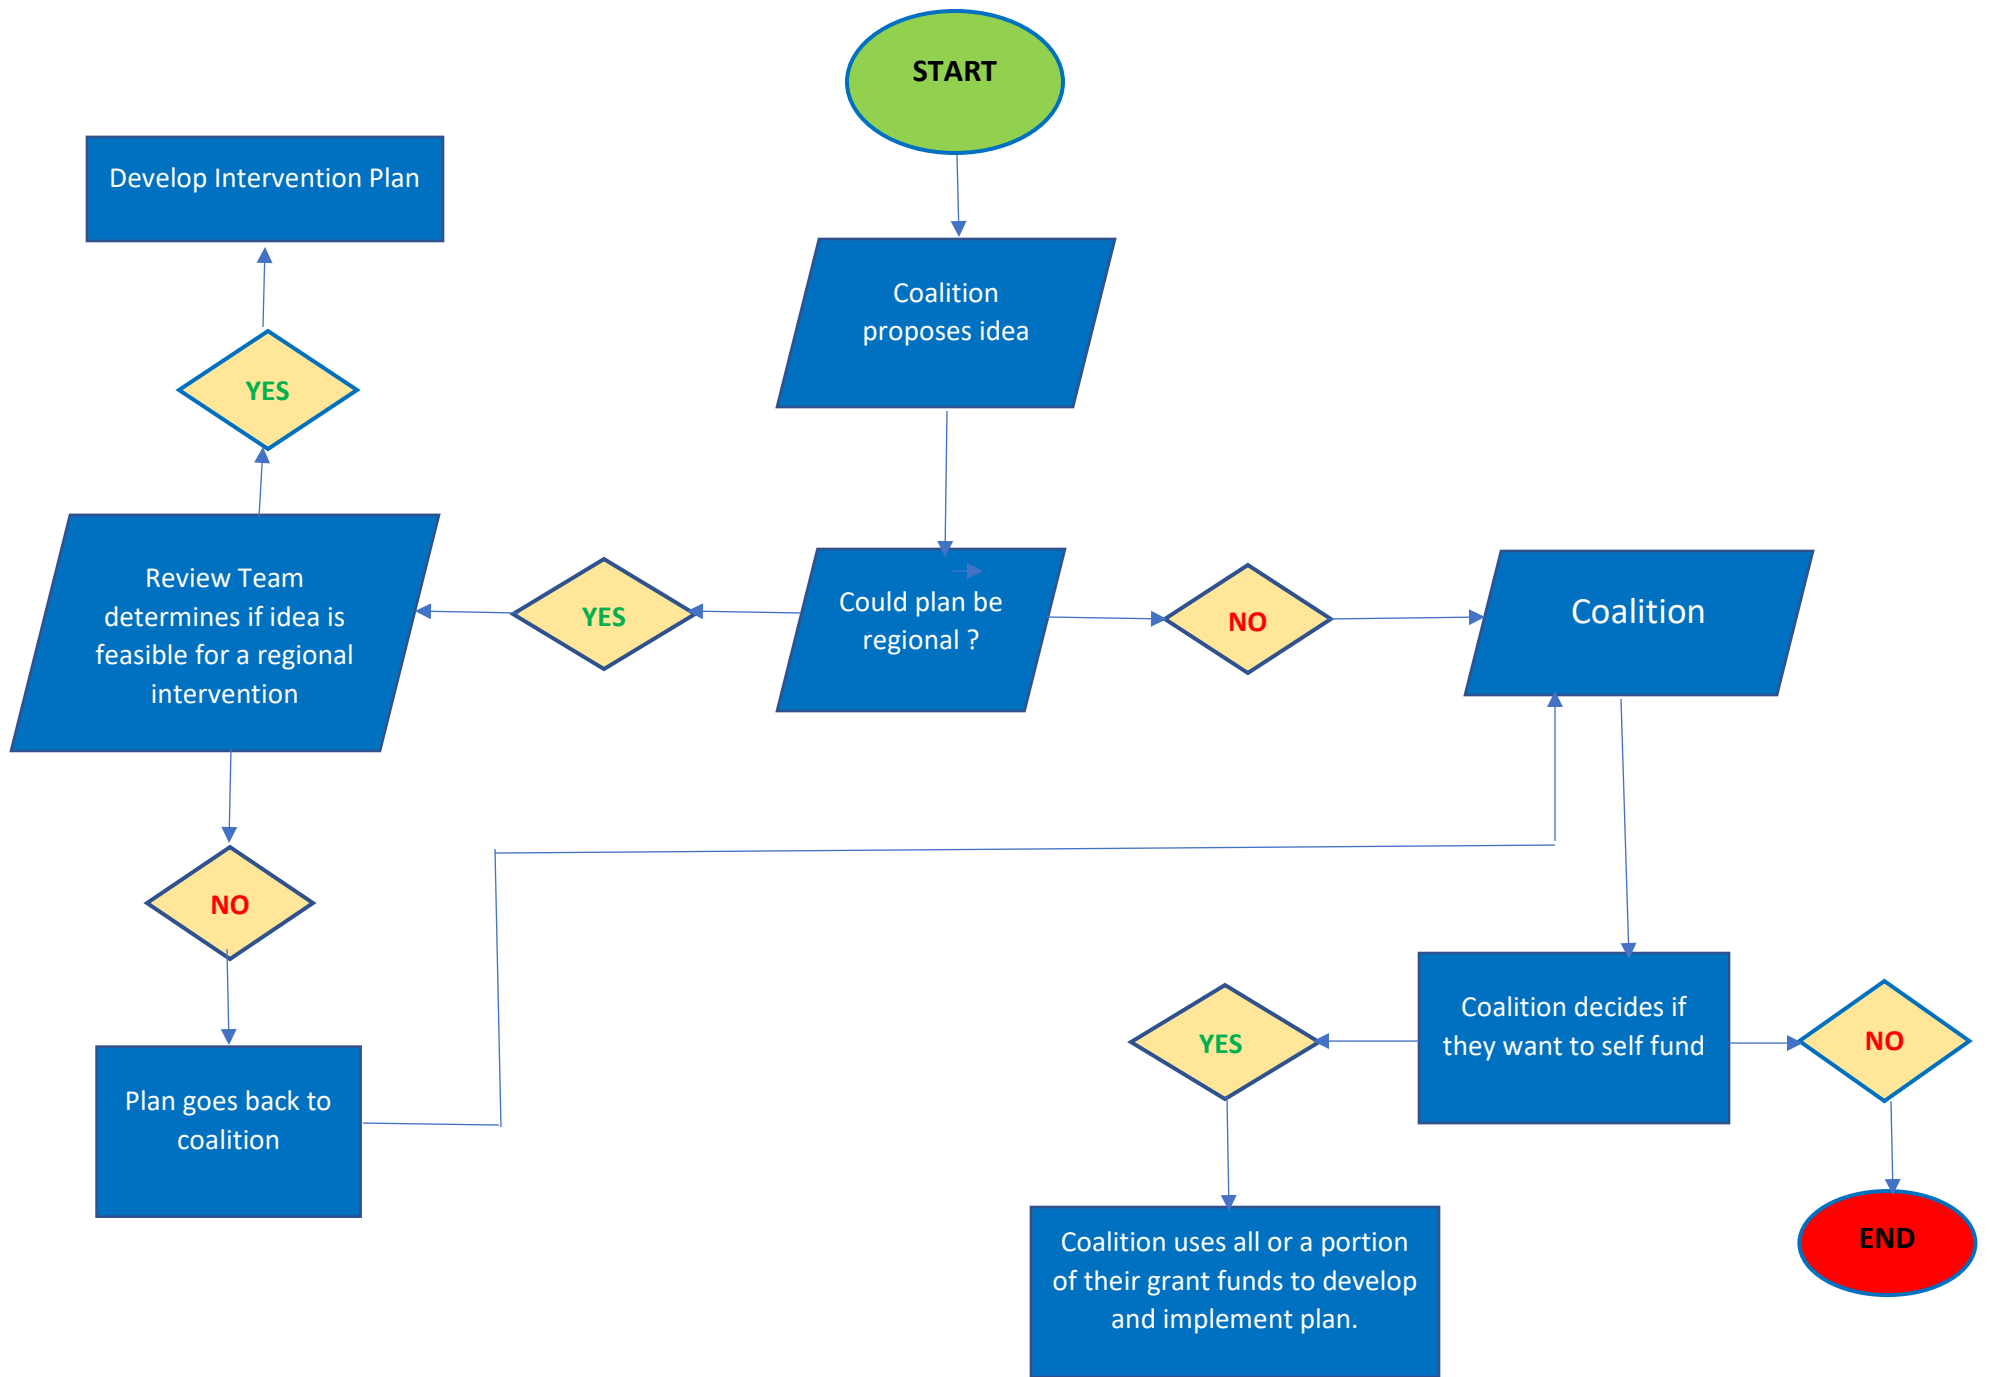 START
Develop Intervention Plan
Coalition
proposes idea
YES
Review Team
determines if idea is
feasible for a regional
intervention
YES
Could plan be
regional ?
NO
Coalition
NO
Plan goes back to
coalition
YES
Coalition decides if
they want to self fund
NO
Coalition uses all or a portion
of their grant funds to develop
and implement plan.
END